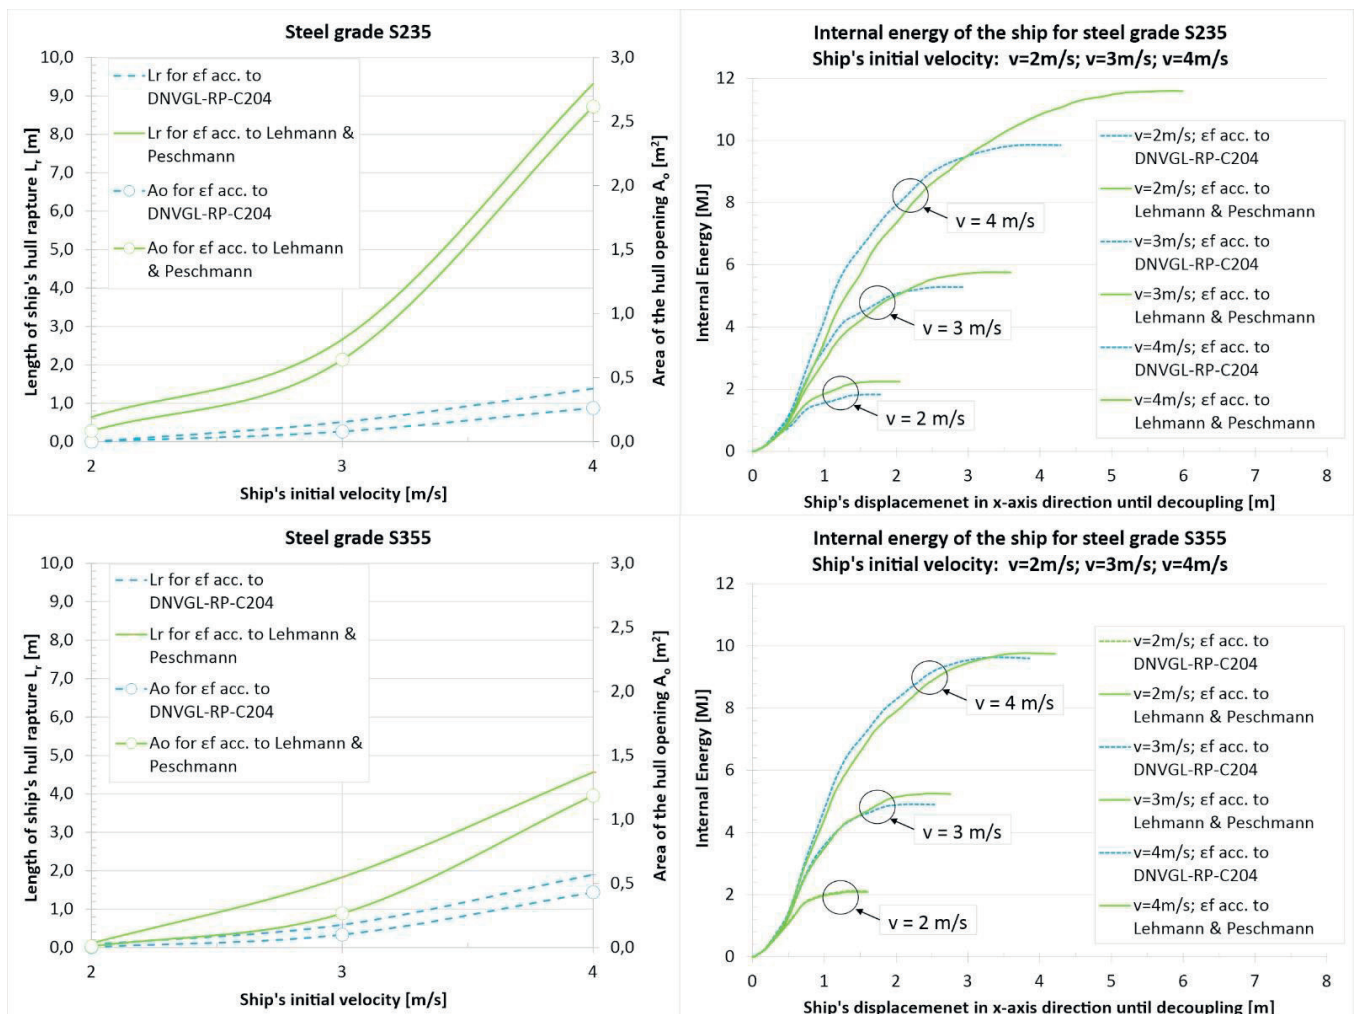 Steel grade S235
10,0
9,0
8,0
7,0
6,0
5,0
4,0
3,0
2,0
1,0
0,0
Length of ship's hull rapture Lr [m]
Lr for εf acc. to
DNVGL-RP-C204
Lr for εf acc. to Lehmann &
Peschmann
Ao for εf acc. to
DNVGL-RP-C204
Ao for εf acc. to Lehmann
& Peschmann
3,0
2,5
2,0
1,5
1,0
0,5
0,0
Area of the hull opening Ao [m²]
2 3 4
Ship's initial velocity [m/s]
Internal energy of the ship for steel grade S235
Ship's initial velocity: v=2m/s; v=3m/s; v=4m/s
12
10
8
6
4
2
0
Internal Energy [MJ]
v = 4 m/s
v = 3 m/s
v = 2 m/s
v=2m/s; εf acc. to
DNVGL-RP-C204
v=2m/s; εf acc. to
Lehmann & Peschmann
v=3m/s; εf acc. to
DNVGL-RP-C204
v=3m/s; εf acc. to
Lehmann & Peschmann
v=4m/s; εf acc. to
DNVGL-RP-C204
v=4m/s; εf acc. to
Lehmann & Peschmann
0 1 2 3 4 5 6 7 8
Ship's displacemenet in x-axis direction until decoupling [m]
Steel grade S355
10,0
9,0
8,0
7,0
6,0
5,0
4,0
3,0
2,0
1,0
0,0
Length of ship's hull rapture Lr [m]
Lr for εf acc. to
DNVGL-RP-C204
Lr for εf acc. to Lehmann &
Peschmann
Ao for εf acc. to
DNVGL-RP-C204
Ao for εf acc. to Lehmann &
Peschmann
3,0
2,5
2,0
1,5
1,0
0,5
0,0
Area of the hull opening Ao [m²]
2 3 4
Ship's initial velocity [m/s]
Internal energy of the ship for steel grade S355
Ship's initial velocity: v=2m/s; v=3m/s; v=4m/s
12
10
8
6
4
2
0
Internal Energy [MJ]
v = 4 m/s
v = 3 m/s
v = 2 m/s
v=2m/s; εf acc. to
DNVGL-RP-C204
v=2m/s; εf acc. to
Lehmann & Peschmann
v=3m/s; εf acc. to
DNVGL-RP-C204
v=3m/s; εf acc. to
Lehmann & Peschmann
v=4m/s; εf acc. to
DNVGL-RP-C204
v=4m/s; εf acc. to
Lehmann & Peschmann
0 1 2 3 4 5 6 7 8
Ship's displacemenet in x-axis direction until decoupling [m]